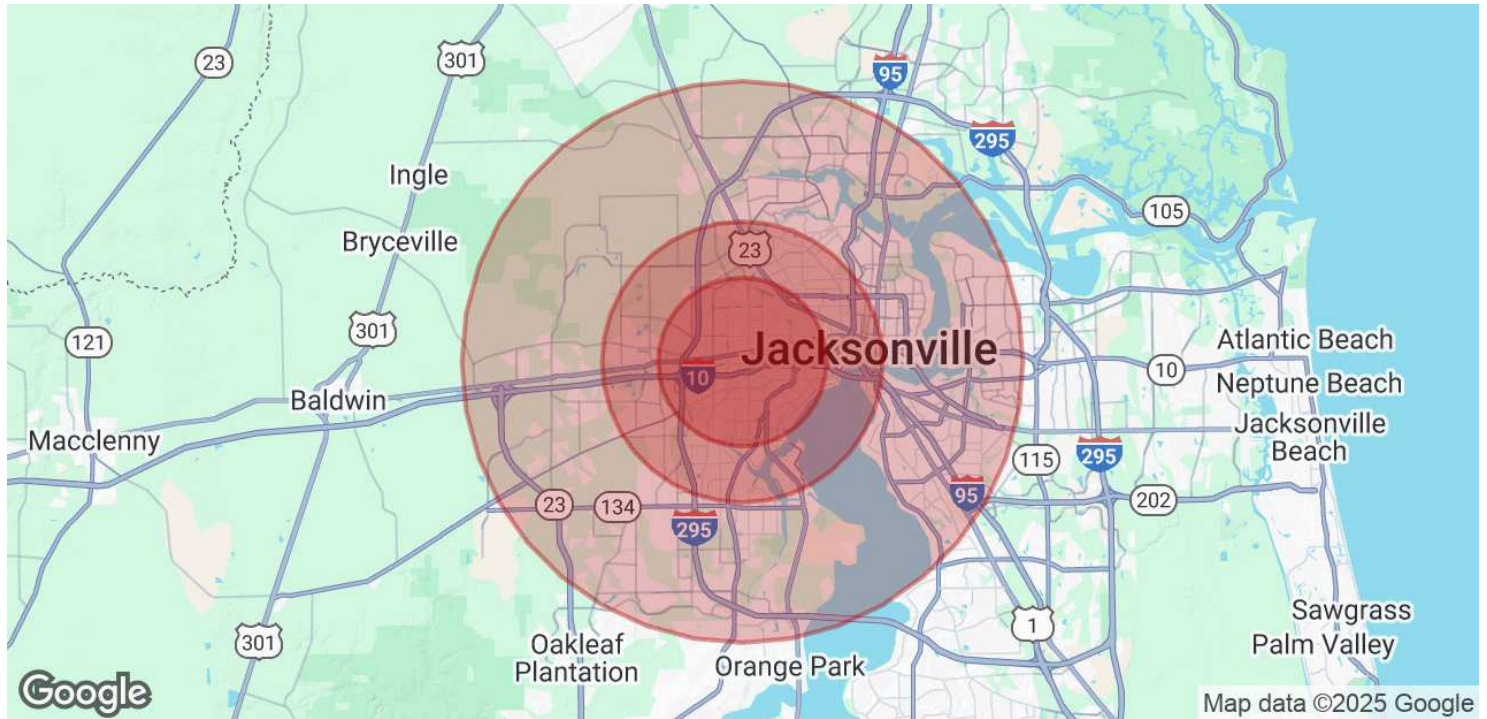 23
301
95
295
Ingle
105
Bryceville
23
301
121
Jacksonville
Atlantic Beach
10
10
Neptune Beach
Baldwin
Jacksonville
Beach
Macclenny
115
295
95
202
23
134
295
Sawgrass
1
301
Oakleaf
Plantation
Palm Valley
Orange Park
Google
Map data ©2025 Google